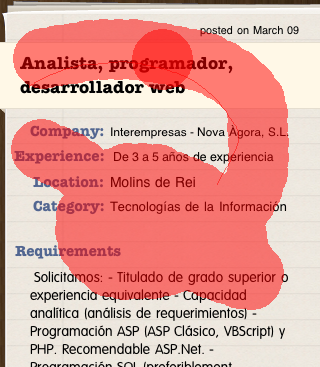 posted on March 09
Analista, programador,
desarrollador web
Company: Interempresas - Nova Àgora, S.L.
Experience: De 3 a 5 años de experiencia
Location: Molins de Rei
Category: Tecnologías de la Información
Requirements
Solicitamos: - Titulado de grado superior o
experiencia equivalente - Capacidad
analítica (análisis de requerimientos) -
Programación ASP (ASP Clásico, VBScript) y
PHP. Recomendable ASP.Net. -
Programación SQL (preferiblement